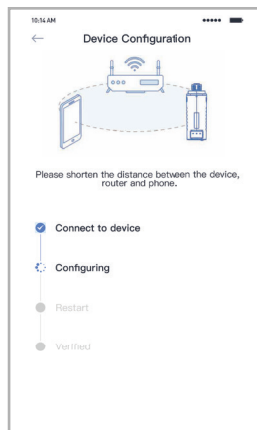 10:14 AM
Device Configuration
Please shorten the distance between the device,
router and phone.
Connect to device
Configuring
Restart
Verified